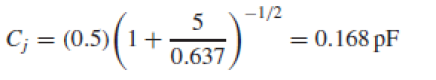 C_j = (0.5)(1 + 5/0.637)^{-1/2} = 0.168 pF